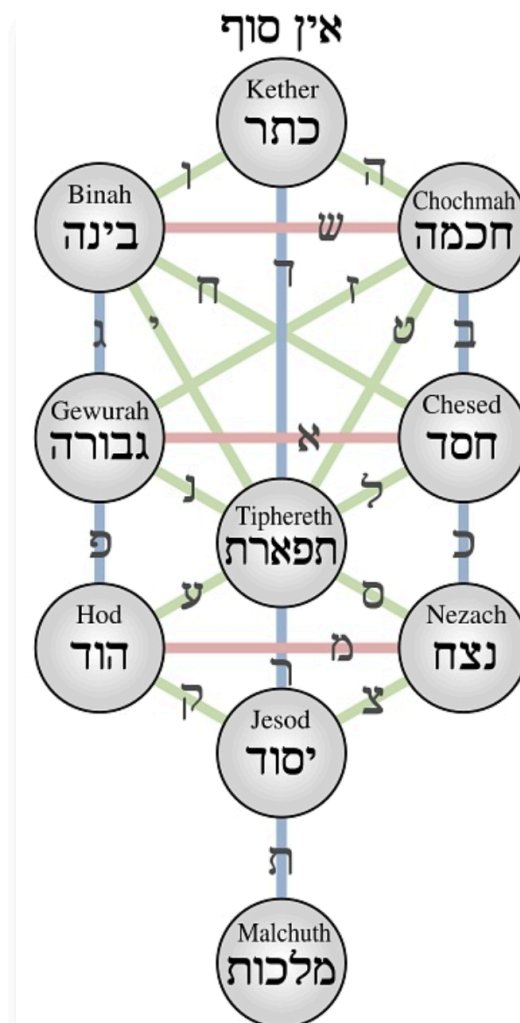 אין סוף
Kether
כתר
ו
ה
Binah
בינה
Chochmah
חכמה
ש
ד
ח
ז
ג
י
ט
ב
Gewurah
גבורה
Chesed
חסד
א
נ
ל
Tiphereth
תפארת
פ
כ
ע
ס
Hod
הוד
Nezach
נצח
מ
ר
ק
צ
Jesod
יסוד
ת
Malchuth
מלכות